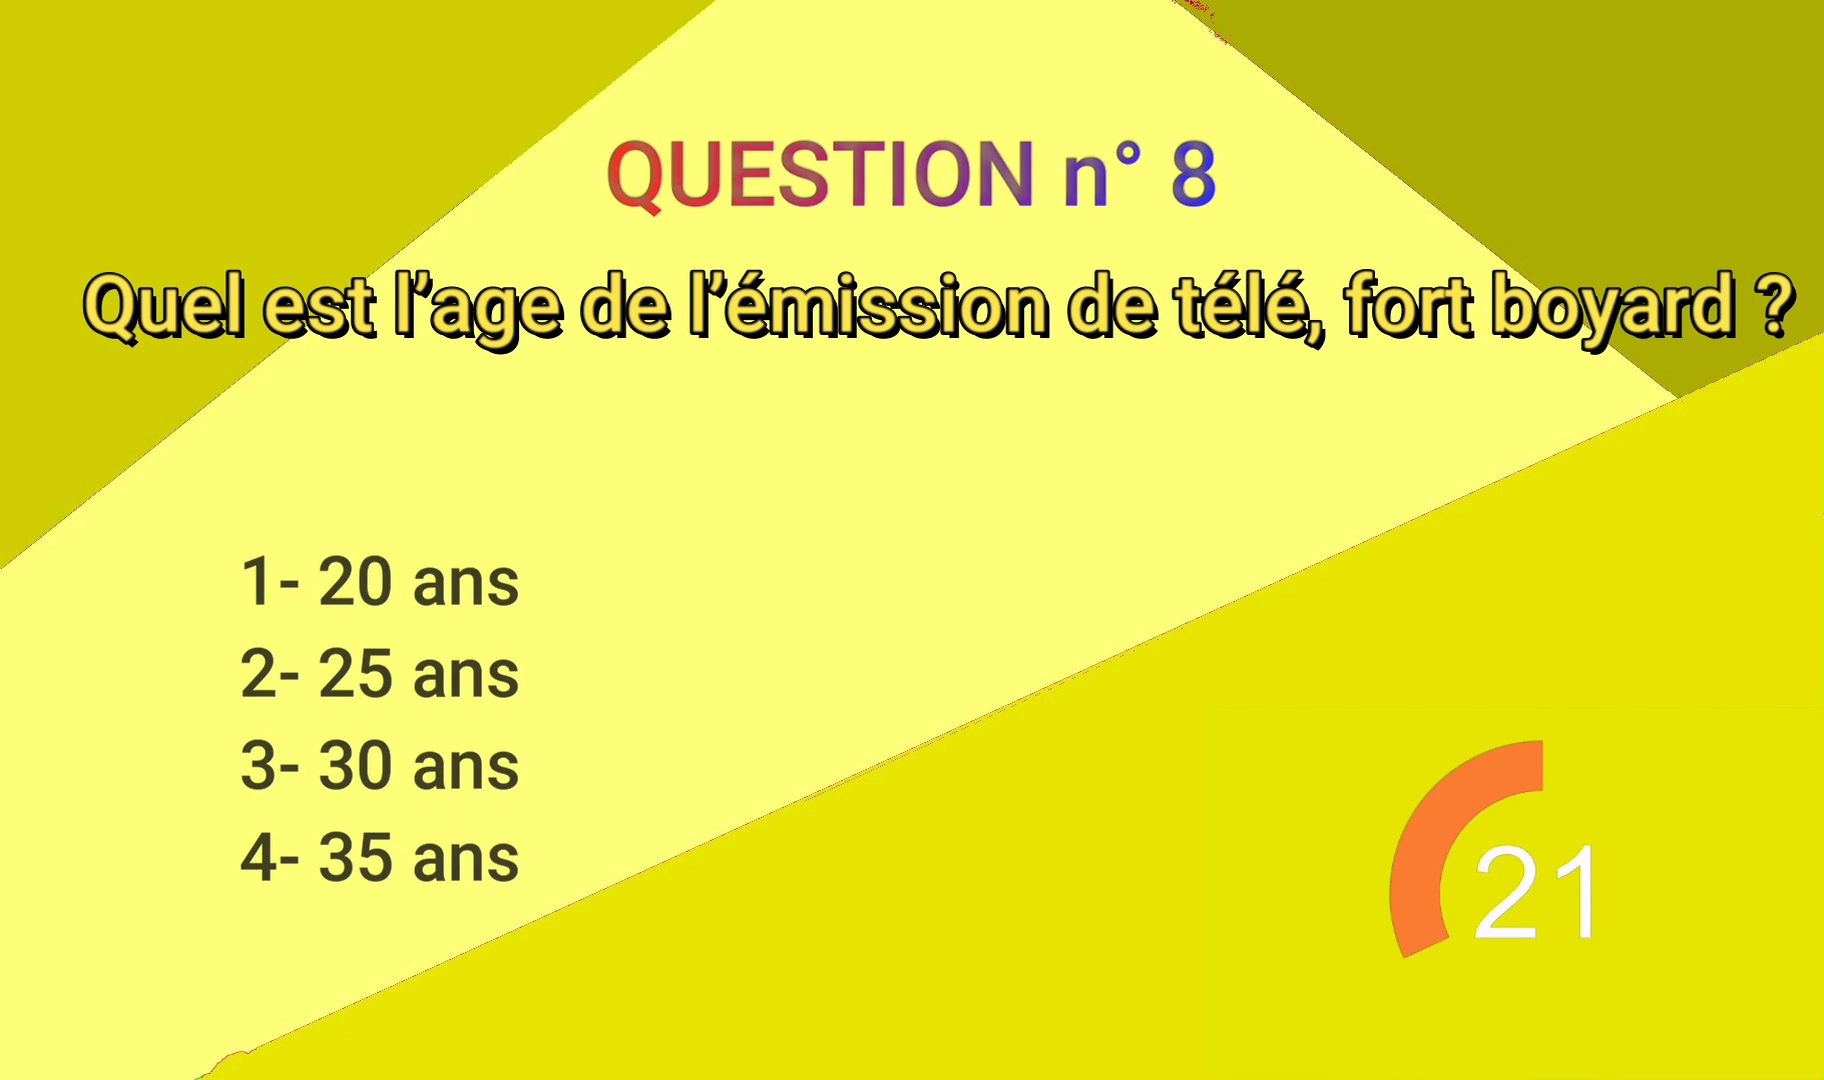 QUESTION n° 8
Quel est l’age de l’émission de télé, fort boyard ?
1- 20 ans
2- 25 ans
3- 30 ans
4- 35 ans
21